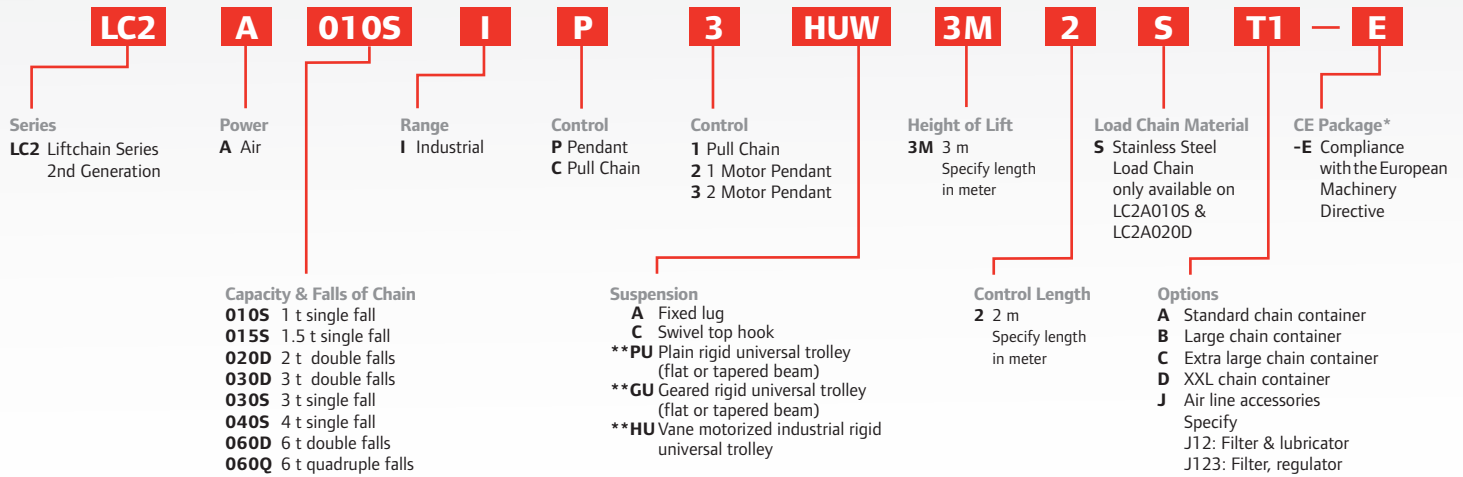 LC2 A 010S I P 3 HUW 3M 2 S T1 — E
Series
LC2 Liftchain Series
2nd Generation
Power
A Air
Range
I Industrial
Control
P Pendant
C Pull Chain
Control
1 Pull Chain
2 1 Motor Pendant
3 2 Motor Pendant
Height of Lift
3M 3 m
Specify length
in meter
Load Chain Material
S Stainless Steel
Load Chain
only available on
LC2A010S &
LC2A020D
CE Package*
-E Compliance
with the European
Machinery
Directive
Capacity & Falls of Chain
010S 1 t single fall
015S 1.5 t single fall
020D 2 t double falls
030D 3 t double falls
030S 3 t single fall
040S 4 t single fall
060D 6 t double falls
060Q 6 t quadruple falls
Suspension
A Fixed lug
C Swivel top hook
**PU Plain rigid universal trolley
(flat or tapered beam)
**GU Geared rigid universal trolley
(flat or tapered beam)
**HU Vane motorized industrial rigid
universal trolley
Control Length
2 2 m
Specify length
in meter
Options
A Standard chain container
B Large chain container
C Extra large chain container
D XXL chain container
J Air line accessories
Specify
J12: Filter & lubricator
J123: Filter, regulator